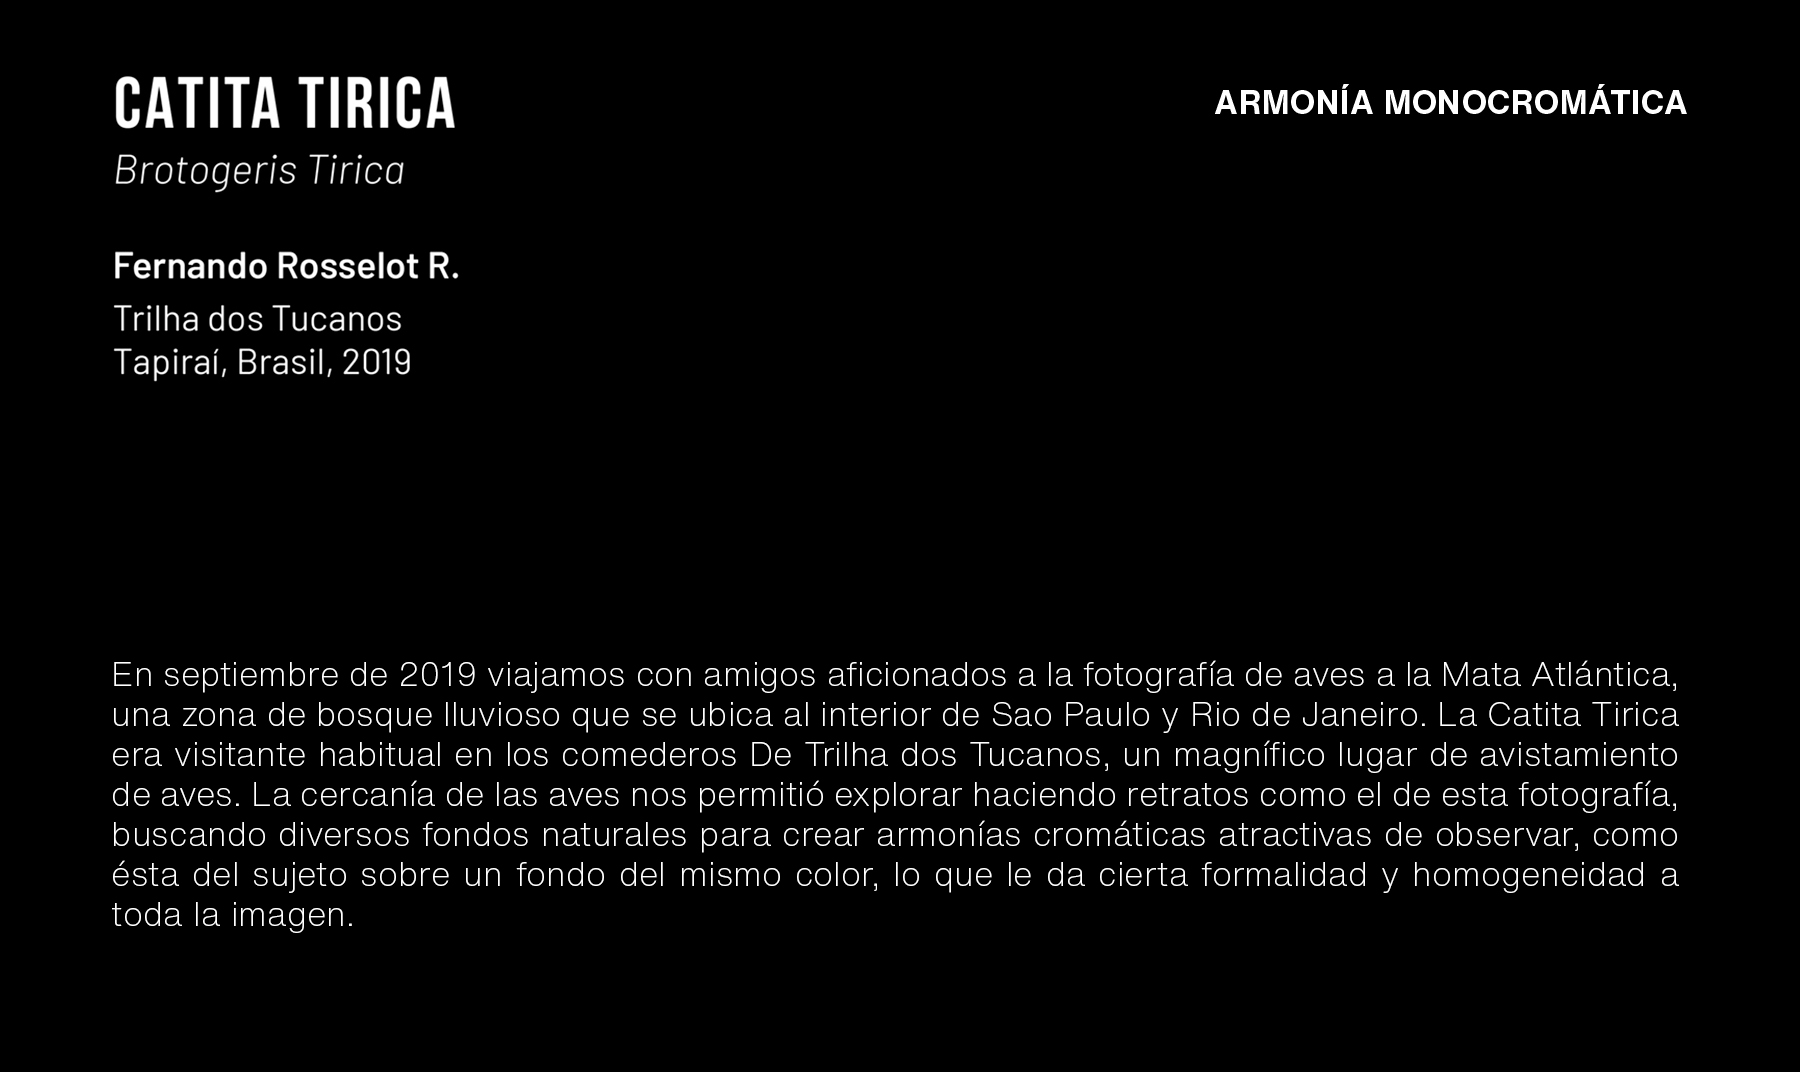 CATITA TIRICA
ARMONÍA MONOCROMÁTICA
Brotogeris Tirica
Fernando Rosselot R.
Trilha dos Tucanos
Tapiraí, Brasil, 2019
En septiembre de 2019 viajamos con amigos aficionados a la fotografía de aves a la Mata Atlántica,
una zona de bosque lluvioso que se ubica al interior de Sao Paulo y Rio de Janeiro. La Catita Tirica
era visitante habitual en los comederos De Trilha dos Tucanos, un magnífico lugar de avistamiento
de aves. La cercanía de las aves nos permitió explorar haciendo retratos como el de esta fotografía,
buscando diversos fondos naturales para crear armonías cromáticas atractivas de observar, como
ésta del sujeto sobre un fondo del mismo color, lo que le da cierta formalidad y homogeneidad a
toda la imagen.